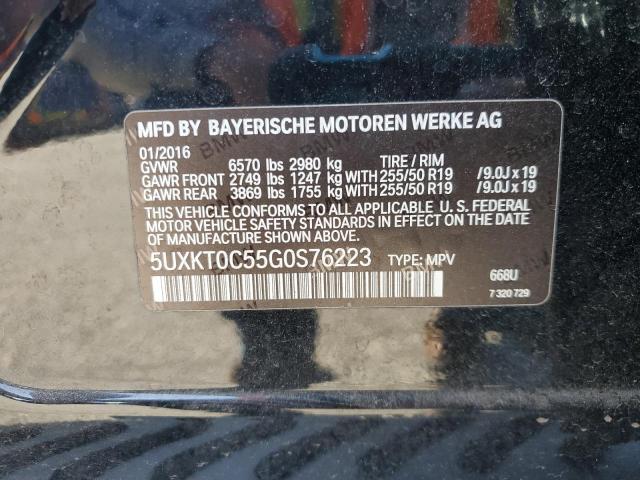 MFD BY BAYERISCHE MOTOREN WERKE AG
01/2016
GVWR 6570 lbs 2980 kg TIRE / RIM
GAWR FRONT 2749 lbs 1247 kg WITH 255/50 R19 /9.0J x 19
GAWR REAR 3869 lbs 1755 kg WITH 255/50 R19 /9.0J x 19
THIS VEHICLE CONFORMS TO ALL APPLICABLE U. S. FEDERAL
MOTOR VEHICLE SAFETY STANDARDS IN EFFECT ON THE DATE
OF MANUFACTURE SHOWN ABOVE.
5UXKT0C55G0S76223 TYPE: MPV
668U
7 320 729